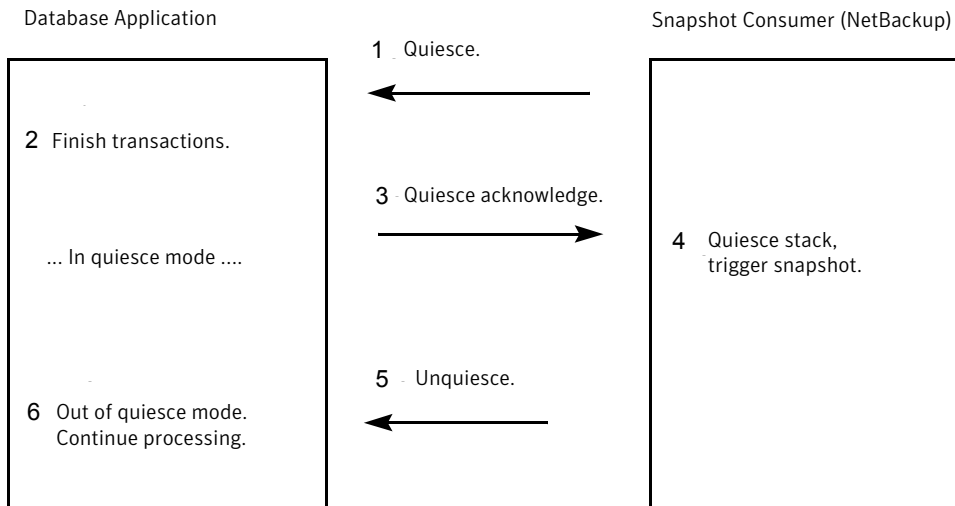 Database Application
Snapshot Consumer (NetBackup)
1 Quiesce.
2 Finish transactions.
3 Quiesce acknowledge.
... In quiesce mode ....
4 Quiesce stack,
trigger snapshot.
5 Unquiesce.
6 Out of quiesce mode.
Continue processing.